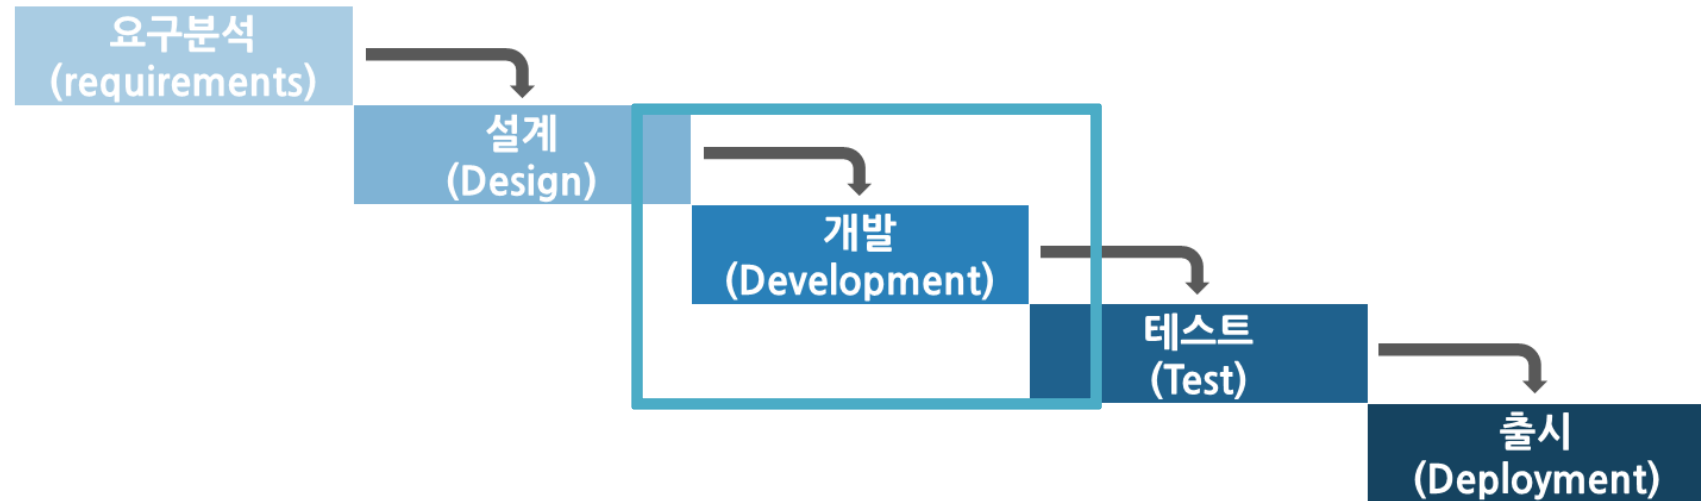 요구분석
(requirements)
설계
(Design)
개발
(Development)
테스트
(Test)
출시
(Deployment)